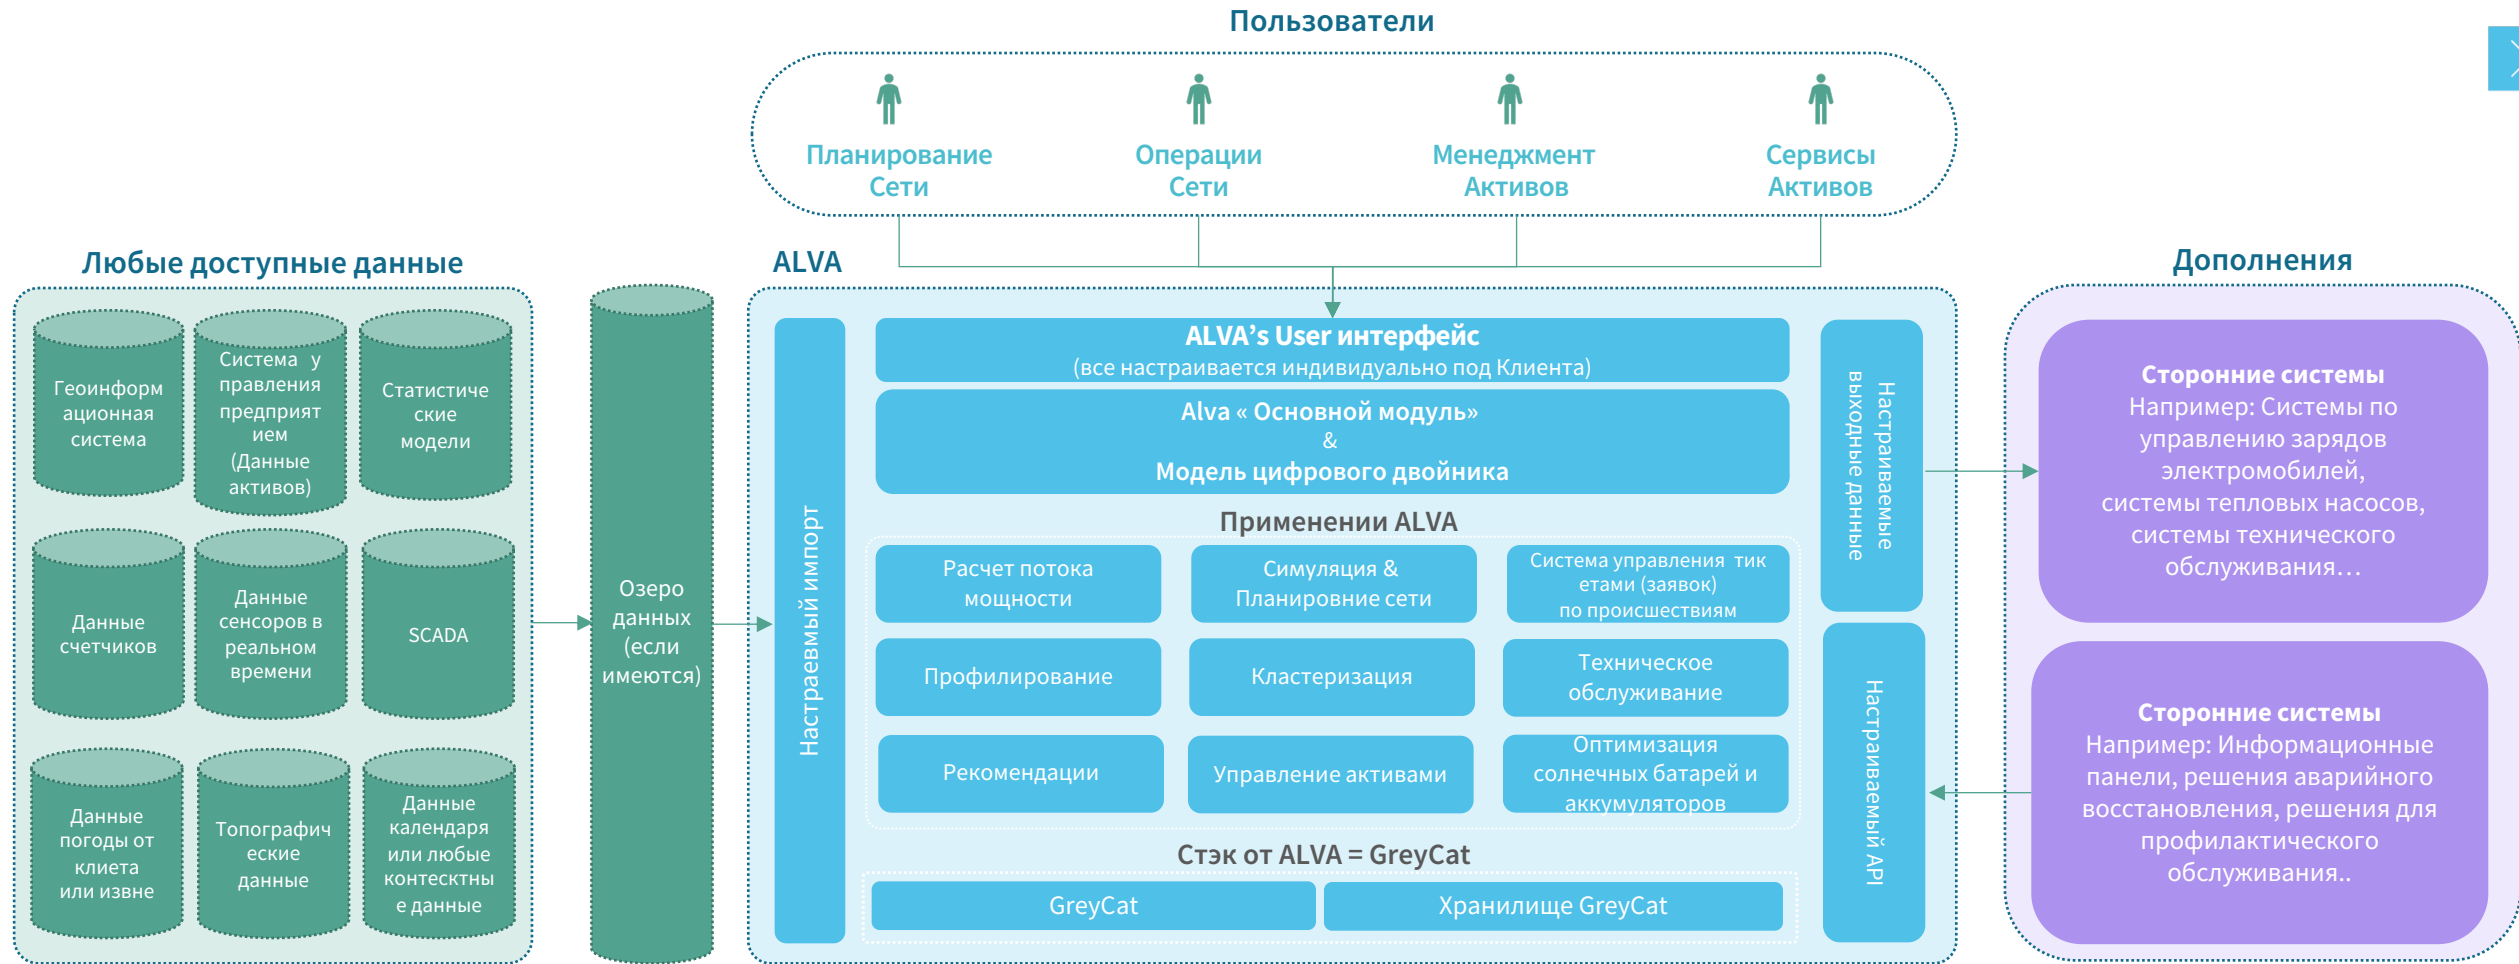 Пользователи
Планирование
Сети
Операции
Сети
Менеджмент
Активов
Сервисы
Активов
Любые доступные данные
Геоинформ
ационная
система
Система у
правления
предприят
ием
(Данные
активов)
Статистиче
ские
модели
Данные
счетчиков
Данные
сенсоров в
реальном
времени
SCADA
Данные
погоды от
клиета
или извне
Топографич
еские
данные
Данные
календаря
или любые
контесктны
е данные
Озеро
данных
(если
имеются)
ALVA
Настраевмый импорт
ALVA’s User интерфейс
(все настраивается индивидуально под Клиента)
Alva « Основной модуль»
&
Модель цифрового двойника
Применении ALVA
Расчет потока
мощности
Симуляция &
Планировние сети
Система управления тик
етами (заявок)
по происшествиям
Профилирование
Кластеризация
Техническое
обслуживание
Рекомендации
Управление активами
Оптимизация
солнечных батарей и
аккумуляторов
Стэк от ALVA = GreyCat
GreyCat
Хранилище GreyCat
Настраиваемые
выходные данные
Настраиваемый API
Дополнения
Сторонние системы
Например: Системы по
управлению зарядов
электромобилей,
системы тепловых насосов,
системы технического
обслуживания…
Сторонние системы
Например: Информационные
панели, решения аварийного
восстановления, решения для
профилактического
обслуживания..